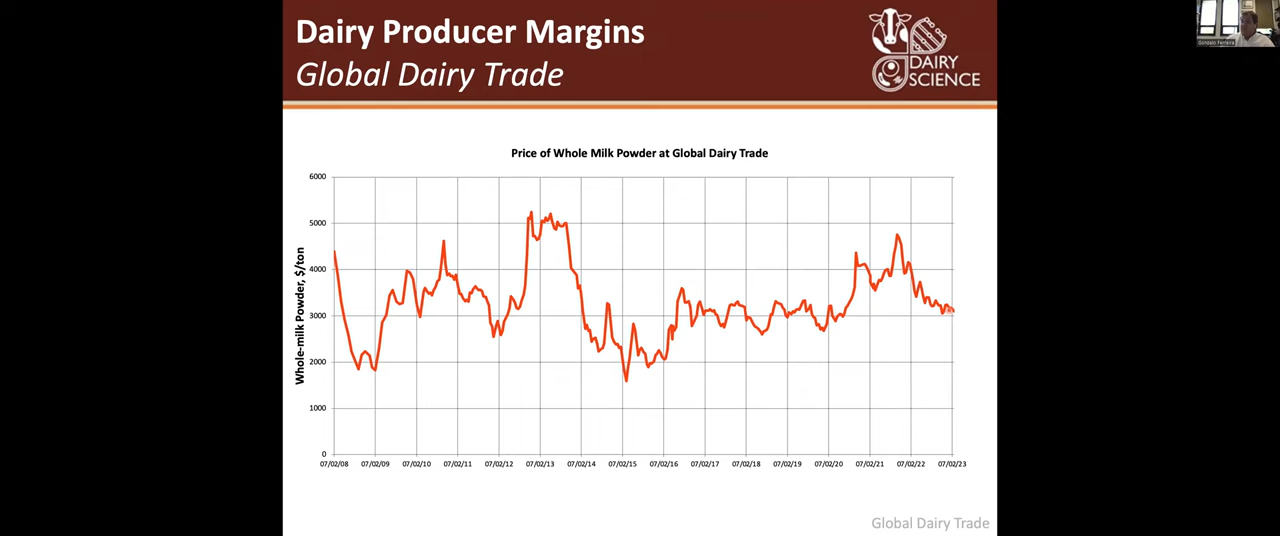 Dairy Producer Margins
Global Dairy Trade
DAIRY
SCIENCE
Gonzalo Ferreira
Price of Whole Milk Powder at Global Dairy Trade
Whole-milk Powder, $/ton
6000
5000
4000
3000
2000
1000
0
07/02/08 07/02/09 07/02/10 07/02/11 07/02/12 07/02/13 07/02/14 07/02/15 07/02/16 07/02/17 07/02/18 07/02/19 07/02/20 07/02/21 07/02/22 07/02/23
Global Dairy Trade